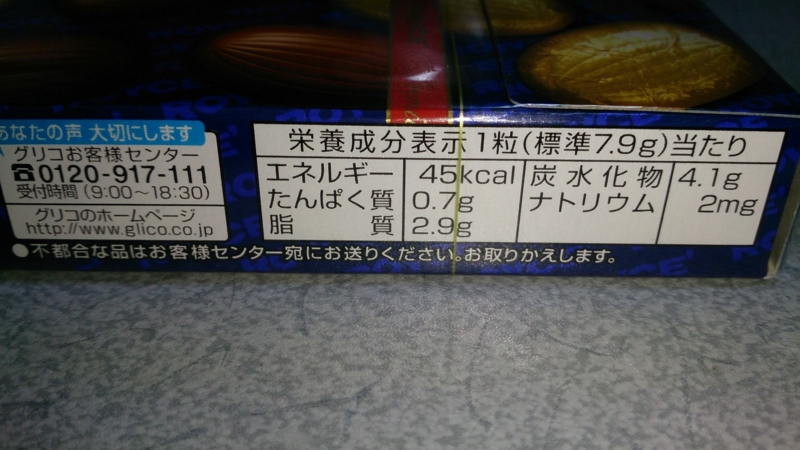 あなたの声 大切にします
グリコお客様センター
☎0120-917-111
受付時間(9:00〜18:30)
グリコのホームページ
http://www.glico.co.jp
栄養成分表示1粒(標準7.9g)当たり
エネルギー 45kcal 炭水化物 4.1g
たんぱく質 0.7g ナトリウム 2mg
脂質 2.9g
●不都合な品はお客様センター宛にお送りください。お取りかえします。